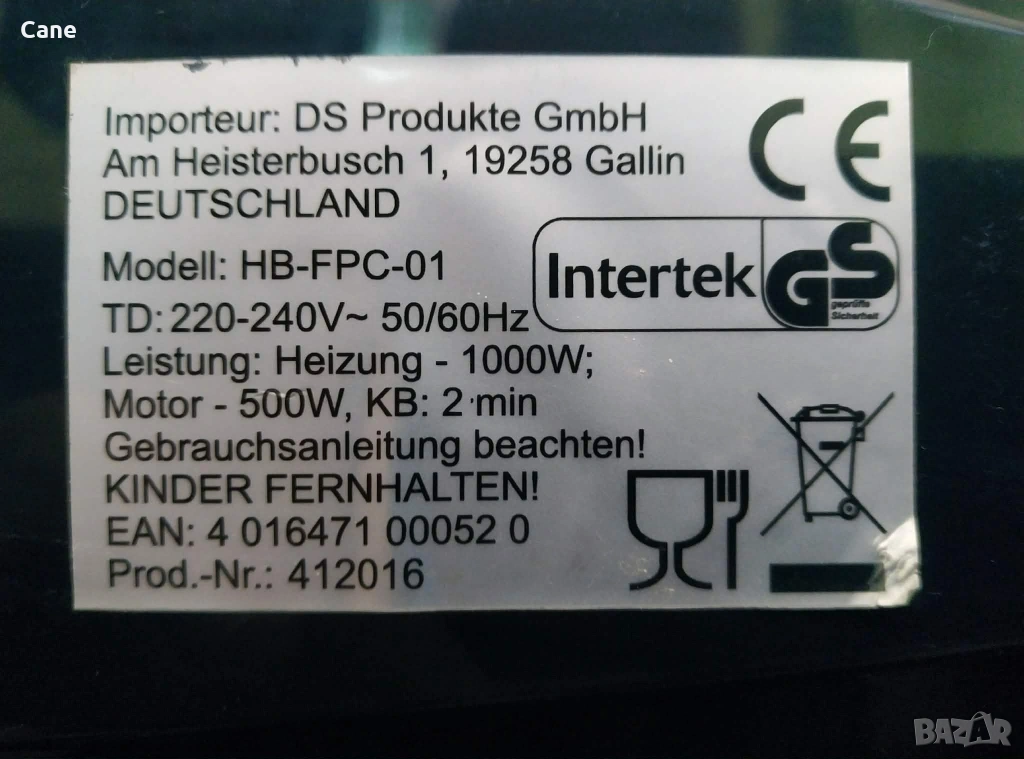 Cane
Importeur: DS Produkte GmbH
Am Heisterbusch 1, 19258 Gallin
DEUTSCHLAND
CE
Modell: HB-FPC-01
Intertek
GS
geprüfte
Sicherheit
TD: 220-240V~ 50/60Hz
Leistung: Heizung - 1000W;
Motor - 500W, KB: 2 min
Gebrauchsanleitung beachten!
KINDER FERNHALTEN!
EAN: 4 016471 00052 0
Prod.-Nr.: 412016
BAZAR